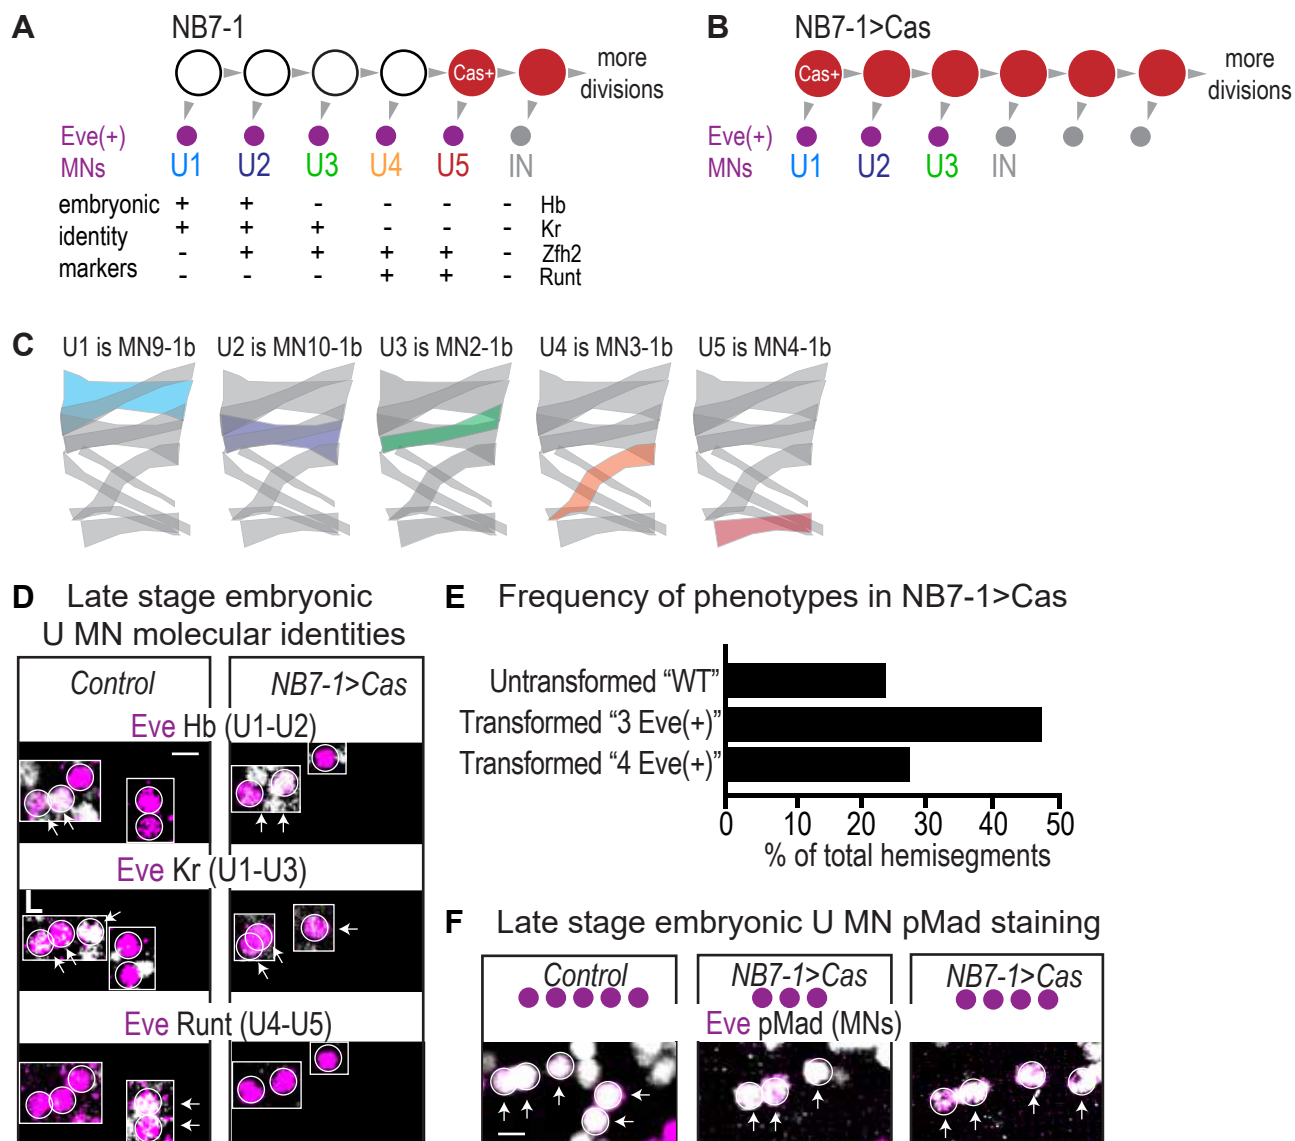 A
NB7-1
Cas+
more
divisions
Eve(+)
MNs
U1 U2 U3 U4 U5 IN
embryonic
identity
markers
+ + - - - - Hb
+ + + - - - Kr
- + + + + - Zfh2
- - - + + - Runt
B
NB7-1>Cas
Cas+
more
divisions
Eve(+)
MNs
U1 U2 U3 IN
C
U1 is MN9-1b
U2 is MN10-1b
U3 is MN2-1b
U4 is MN3-1b
U5 is MN4-1b
D Late stage embryonic
U MN molecular identities
Control
NB7-1>Cas
Eve Hb (U1-U2)
Eve Kr (U1-U3)
Eve Runt (U4-U5)
E Frequency of phenotypes in NB7-1>Cas
Untransformed “WT”
Transformed “3 Eve(+)”
Transformed “4 Eve(+)”
0 10 20 30 40 50
% of total hemisegments
F Late stage embryonic U MN pMad staining
Control
NB7-1>Cas
NB7-1>Cas
Eve pMad (MNs)